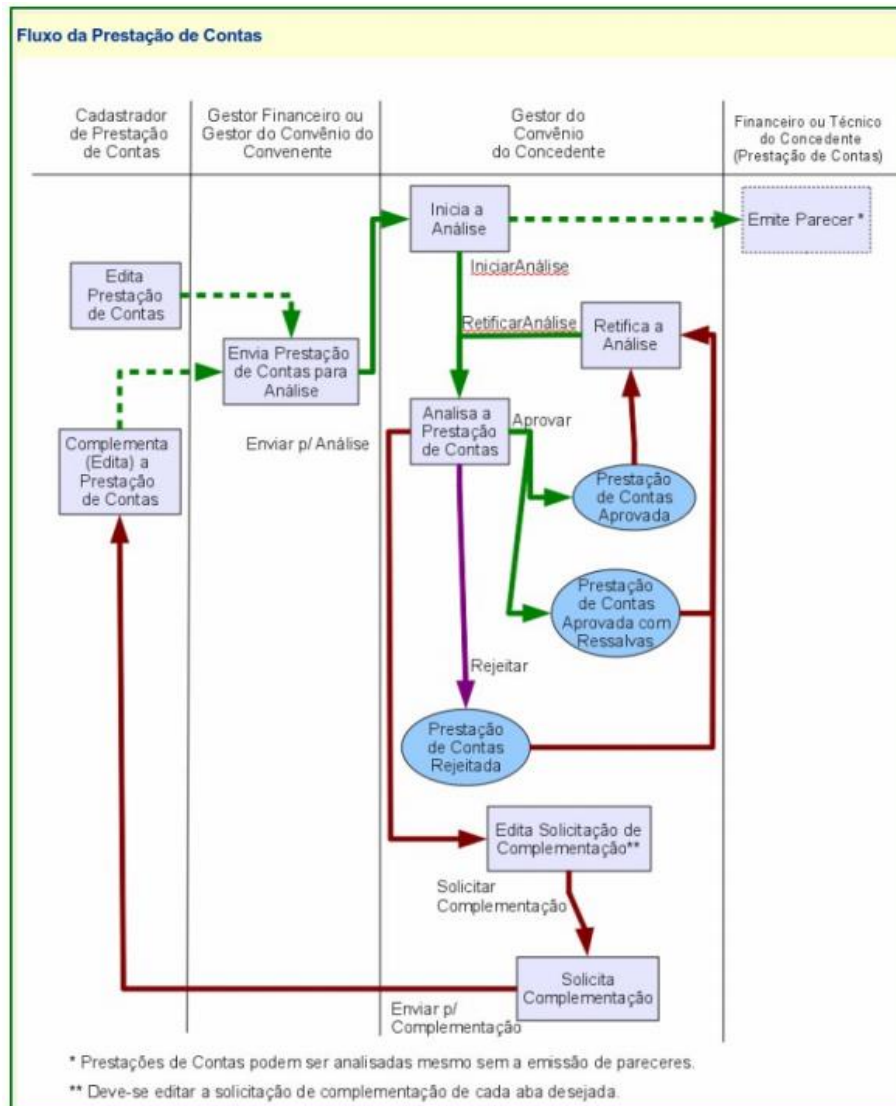 Fluxo da Prestação de Contas
Cadastrador
de Prestação
de Contas
Gestor Financeiro ou
Gestor do Convênio do
Convenente
Gestor do
Convênio
do Concedente
Financeiro ou Técnico
do Concedente
(Prestação de Contas)
Inicia a
Análise
Emite Parecer *
IniciarAnálise
Edita
Prestação
de Contas
RetificarAnálise
Retifica a
Análise
Envia Prestação
de Contas para
Análise
Enviar p/ Análise
Complementa
(Edita) a
Prestação
de Contas
Analisa a
Prestação
de Contas
Aprovar
Prestação
de Contas
Aprovada
Prestação
de Contas
Aprovada com
Ressalvas
Rejeitar
Prestação
de Contas
Rejeitada
Edita Solicitação de
Complementação**
Solicitar
Complementação
Solicita
Complementação
Enviar p/
Complementação
* Prestações de Contas podem ser analisadas mesmo sem a emissão de pareceres.
** Deve-se editar a solicitação de complementação de cada aba desejada.